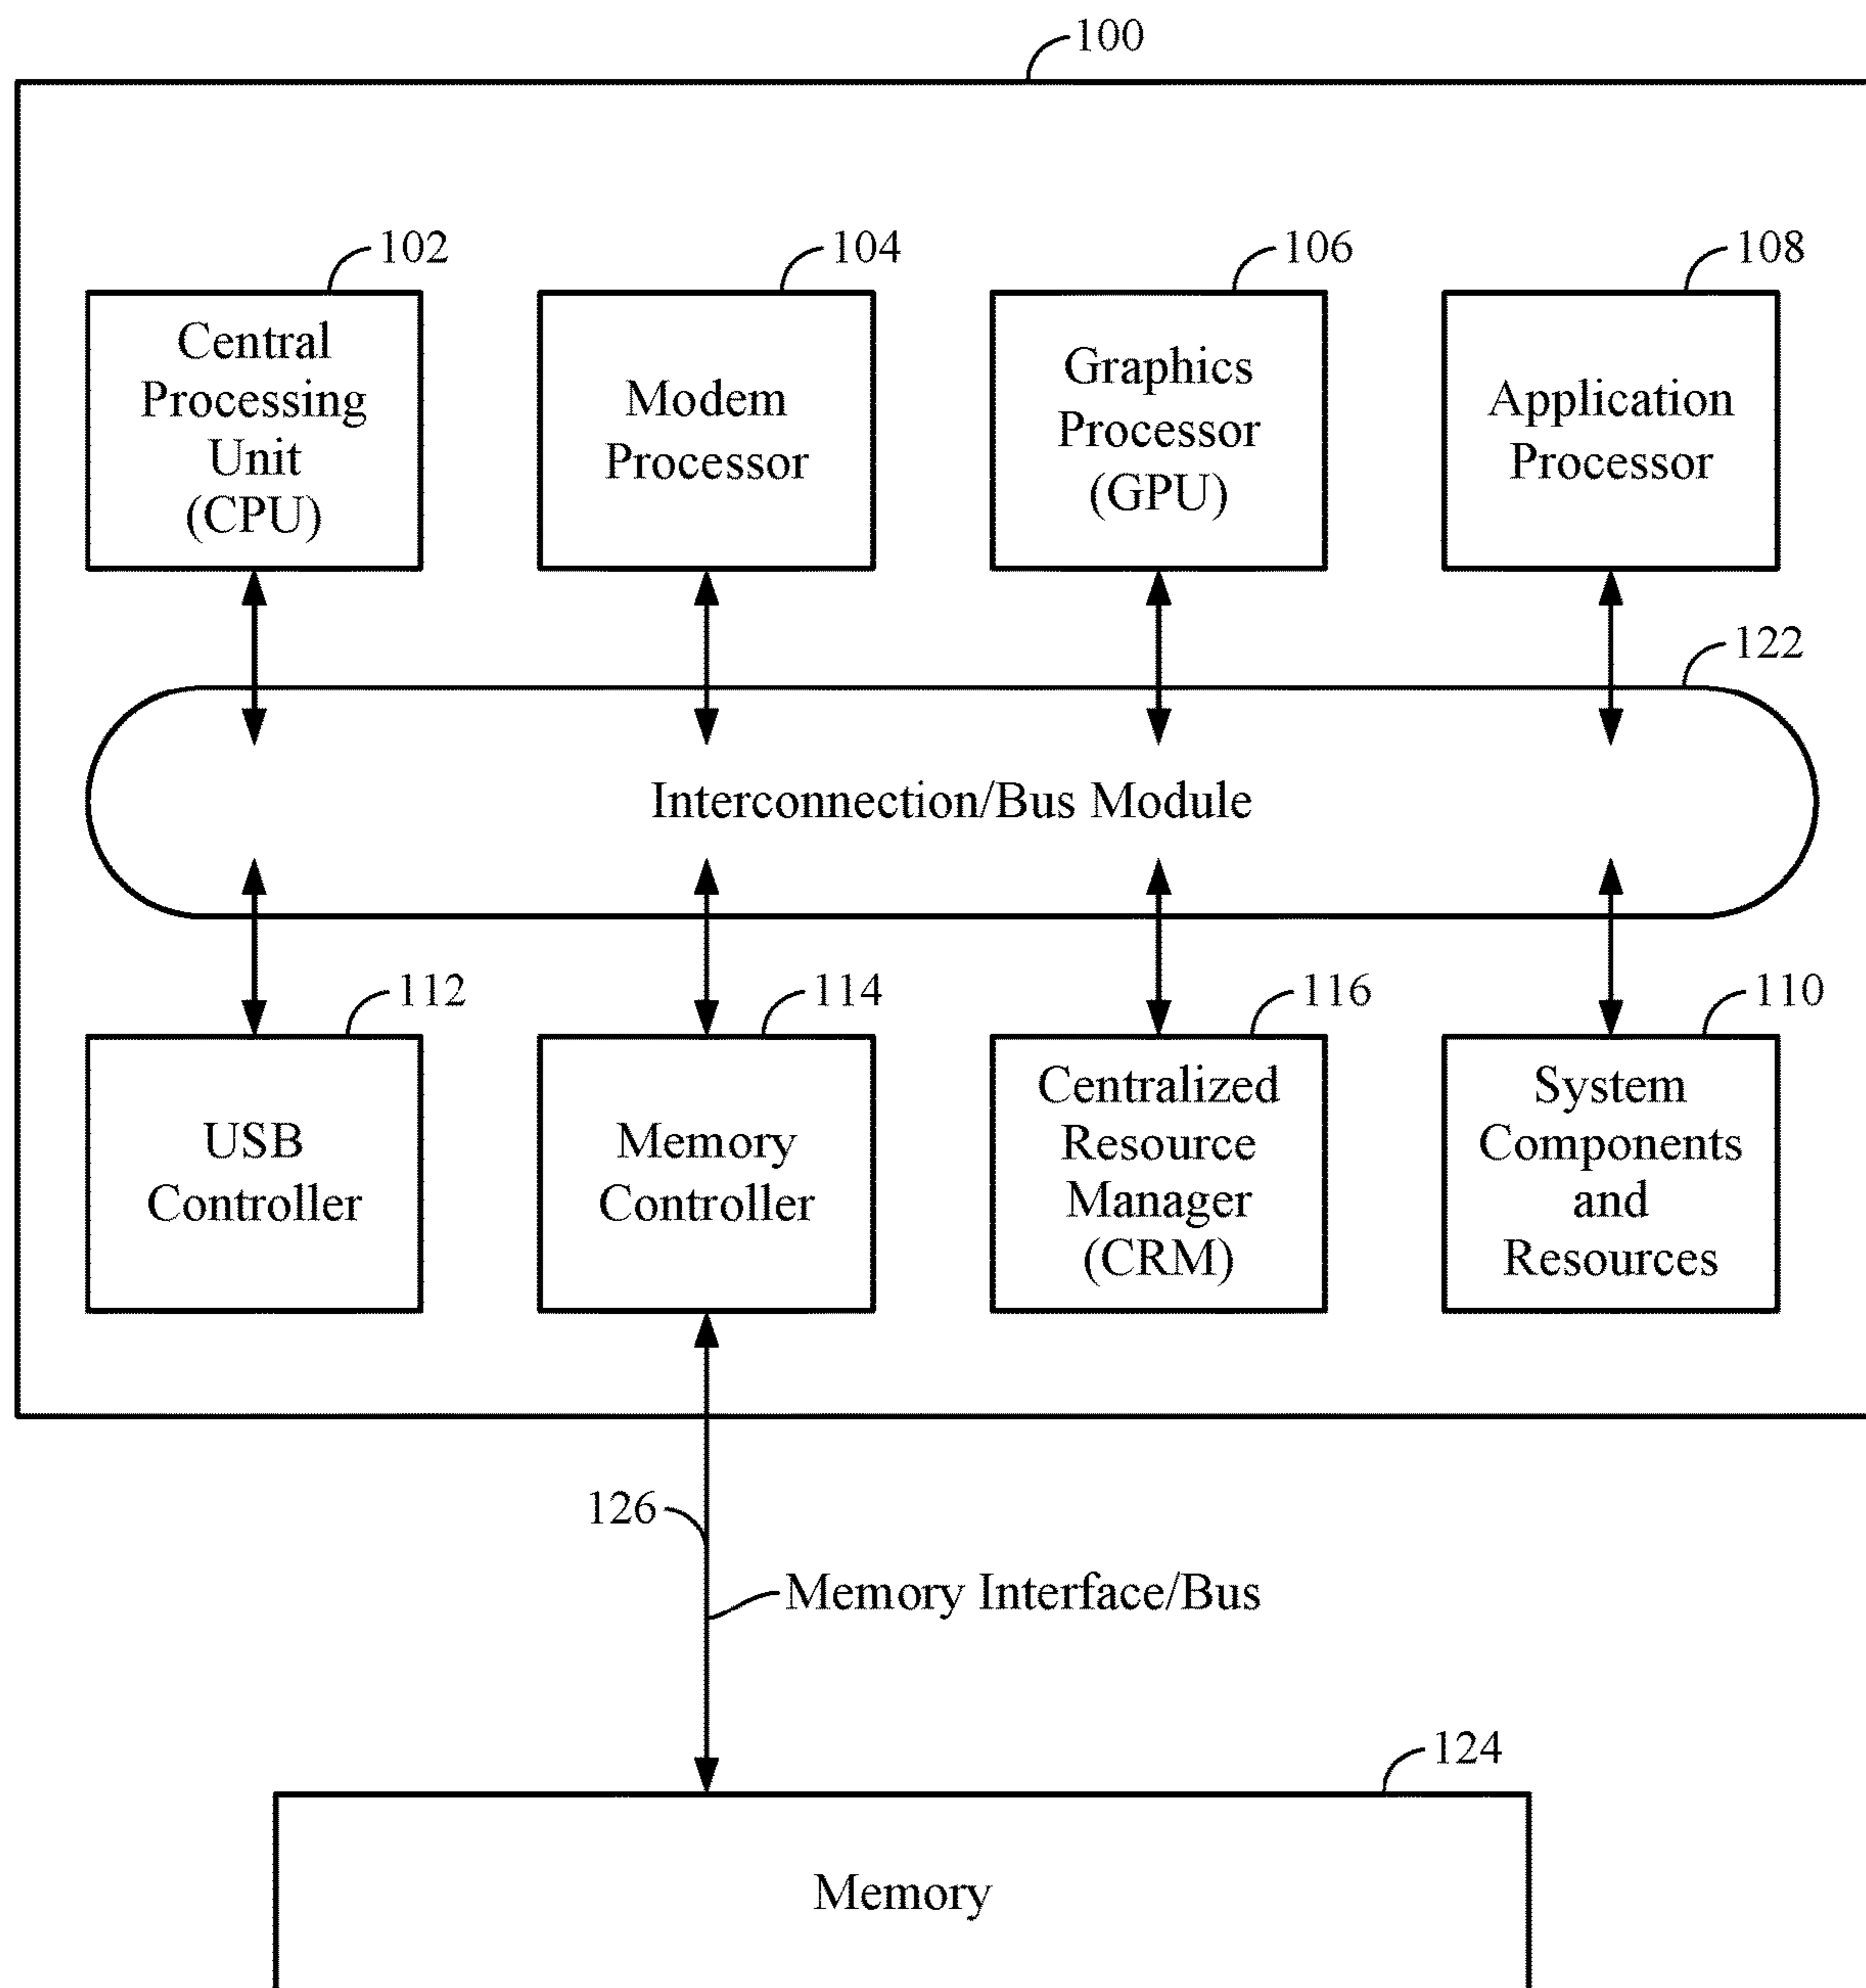 100
102
104
106
108
Central
Processing
Unit
(CPU)
Modem
Processor
Graphics
Processor
(GPU)
Application
Processor
122
Interconnection/Bus Module
112
114
116
110
USB
Controller
Memory
Controller
Centralized
Resource
Manager
(CRM)
System
Components
and
Resources
126
Memory Interface/Bus
124
Memory